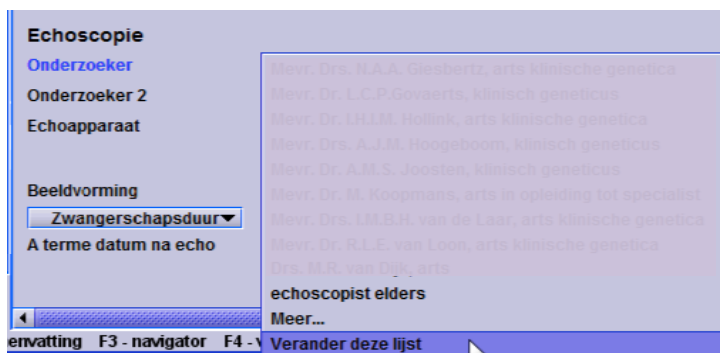 Echoscopie
Onderzoeker
Onderzoeker 2
Echoapparaat
Beeldvorming
Zwangerschapsduur
A terme datum na echo
Mevr. Drs. N.A.A. Giesbertz, arts klinische genetica
Mevr. Dr. L.C.P.Govaerts, klinisch geneticus
Mevr. Dr. I.H.I.M. Hollink, arts klinische genetica
Mevr. Drs. A.J.M. Hoogeboom, klinisch geneticus
Mevr. Dr. A.M.S. Joosten, klinisch geneticus
Mevr. Dr. M. Koopmans, arts in opleiding tot specialist
Mevr. Drs. I.M.B.H. van de Laar, arts klinische genetica
Mevr. Dr. R.L.E. van Loon, arts klinische genetica
Drs. M.R. van Dijk, arts
echoscopist elders
Meer...
Verander deze lijst
envatting F3 - navigator F4 - v